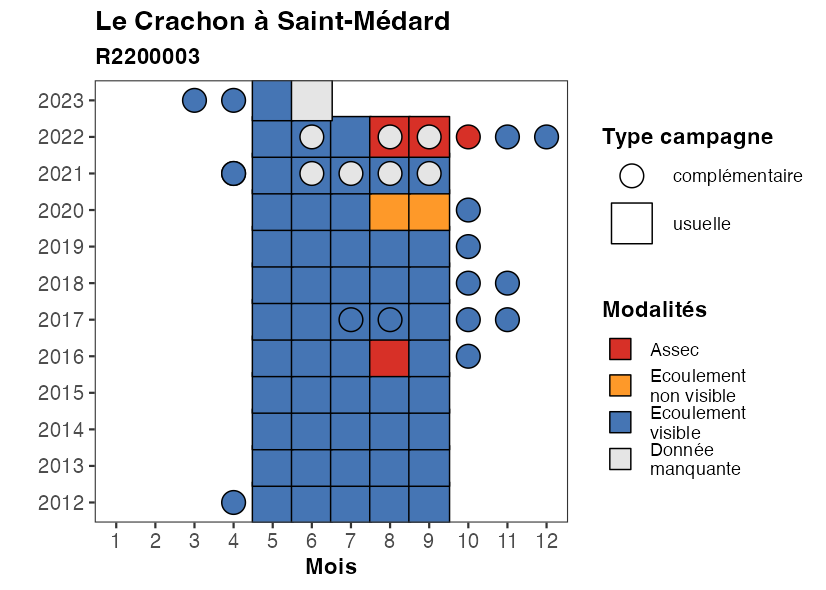 Le Crachon à Saint-Médard
R2200003
2023
2022
2021
2020
2019
2018
2017
2016
2015
2014
2013
2012
1 2 3 4 5 6 7 8 9 10 11 12
Mois
Type campagne
complémentaire
usuelle
Modalités
Assec
Ecoulement
non visible
Ecoulement
visible
Donnée
manquante